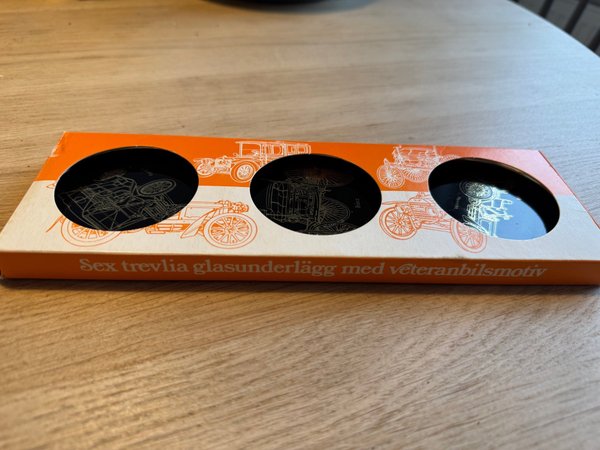 Sex trevlia glasunderlägg med veteranbilsmotiv